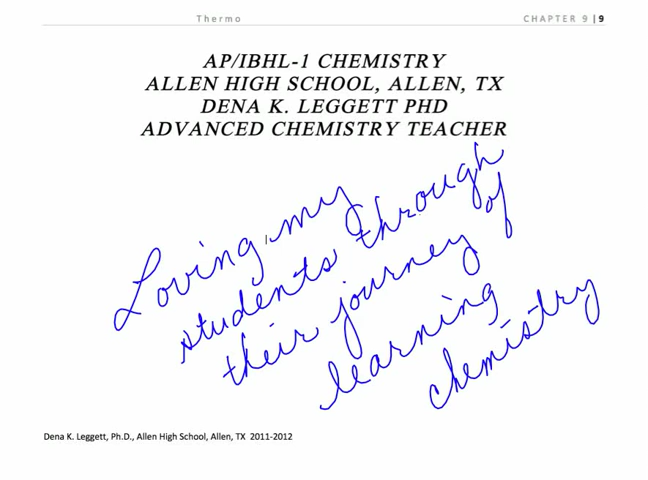 Thermo CHAPTER 9 | 9
AP/IBHL-1 CHEMISTRY
ALLEN HIGH SCHOOL, ALLEN, TX
DENA K. LEGGETT PHD
ADVANCED CHEMISTRY TEACHER
Loving my
students through
their journey of
learning
chemistry
Dena K. Leggett, Ph.D., Allen High School, Allen, TX 2011-2012